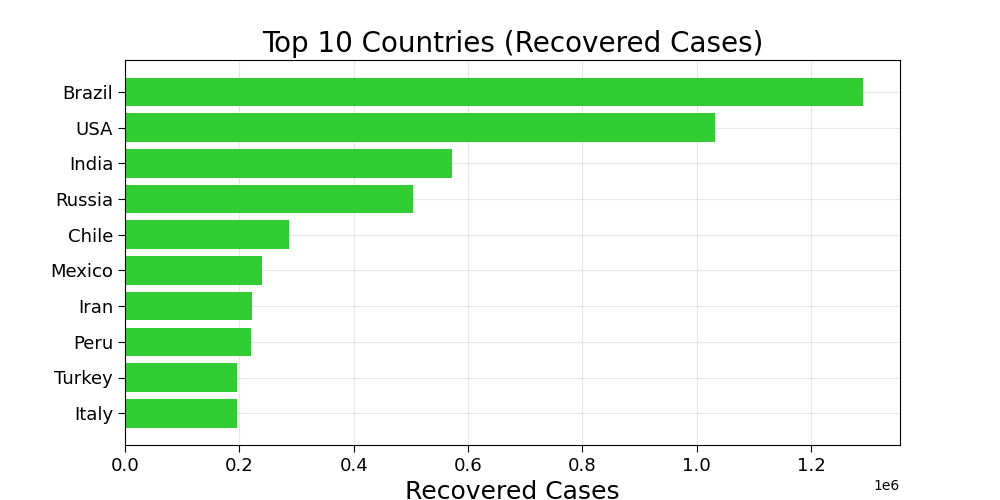 Top 10 Countries (Recovered Cases)
Brazil
USA
India
Russia
Chile
Mexico
Iran
Peru
Turkey
Italy
0.0 0.2 0.4 0.6 0.8 1.0 1.2
1e6
Recovered Cases